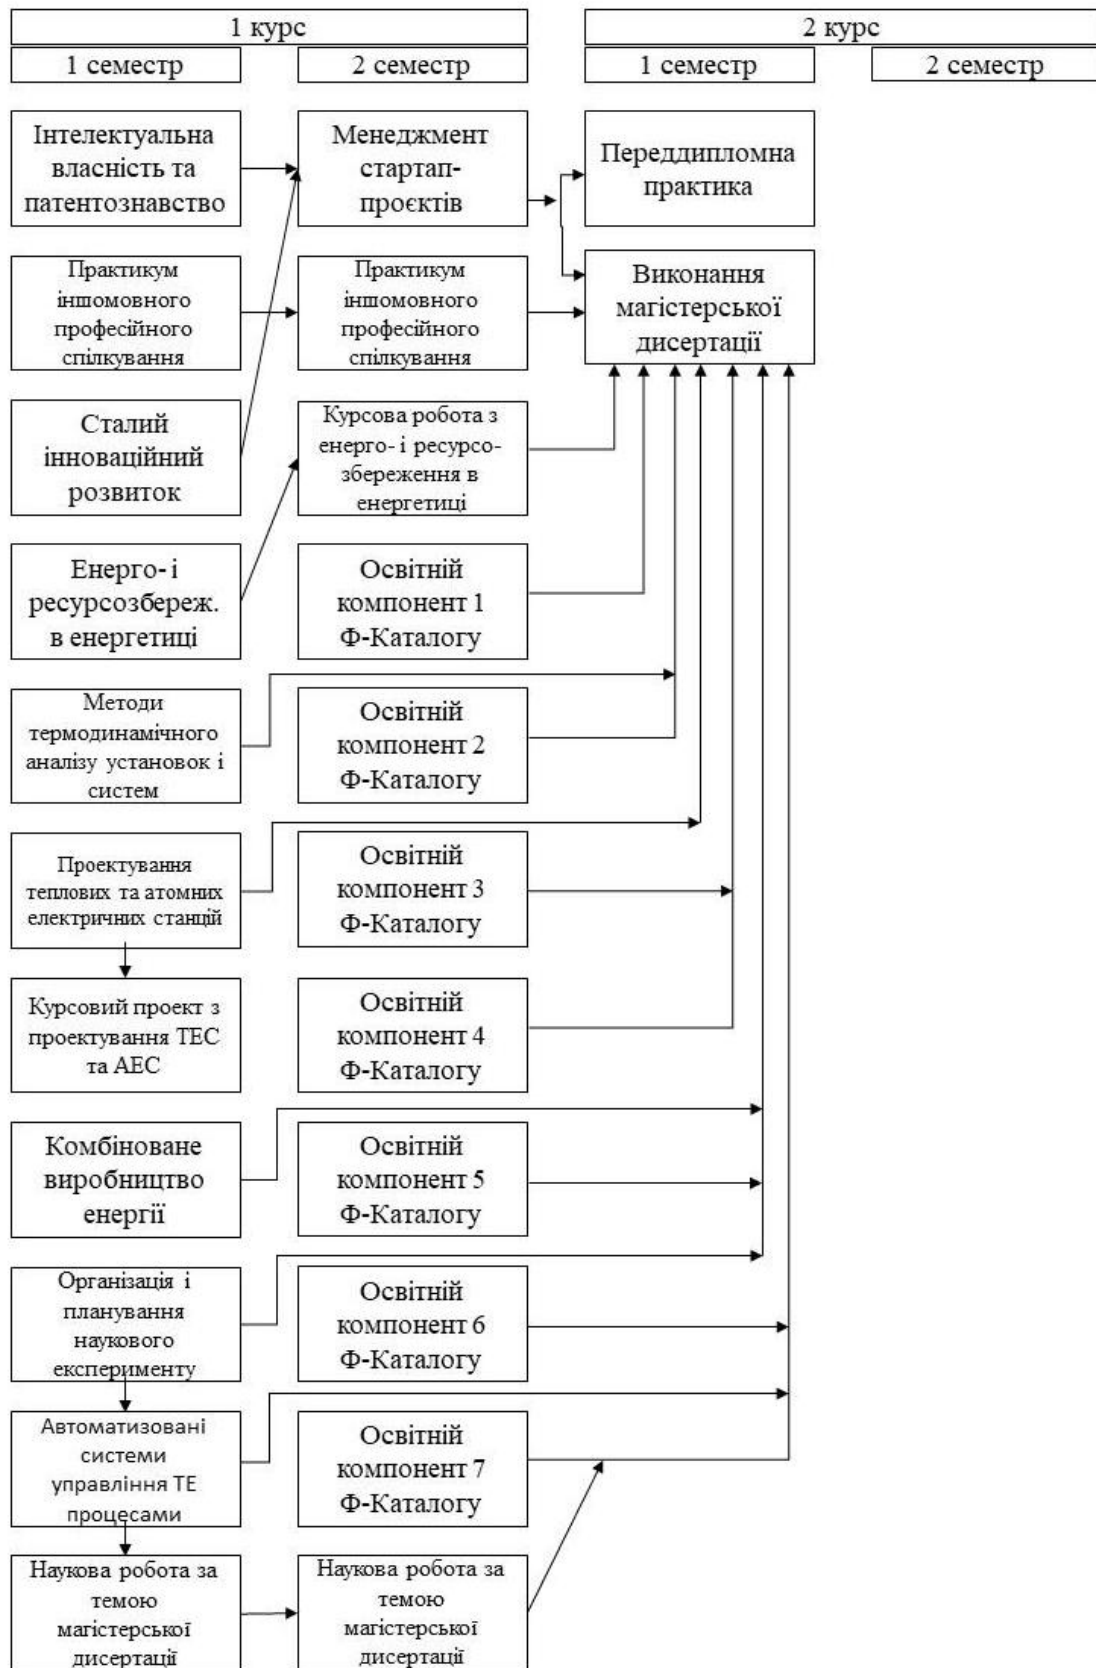 1 курс
2 курс
1 семестр
2 семестр
1 семестр
2 семестр
Інтелектуальна
власність та
патентознавство
Менеджмент
стартап-
проєктів
Переддипломна
практика
Практикум
іншомовного
професійного
спілкування
Практикум
іншомовного
професійного
спілкування
Виконання
магістерської
дисертації
Сталий
інноваційний
розвиток
Курсова робота з
енерго- і ресурсо-
збереження в
енергетиці
Енерго- і
ресурсозбереж.
в енергетиці
Освітній
компонент 1
Ф-Каталогу
Методи
термодинамічного
аналізу установок і
систем
Освітній
компонент 2
Ф-Каталогу
Проектування
теплових та атомних
електричних станцій
Освітній
компонент 3
Ф-Каталогу
Курсовий проект з
проектування ТЕС
та АЕС
Освітній
компонент 4
Ф-Каталогу
Комбіноване
виробництво
енергії
Освітній
компонент 5
Ф-Каталогу
Організація і
планування
наукового
експерименту
Освітній
компонент 6
Ф-Каталогу
Автоматизовані
системи
управління ТЕ
процесами
Освітній
компонент 7
Ф-Каталогу
Наукова робота за
темою
магістерської
дисертації
Наукова робота за
темою
магістерської
дисертації